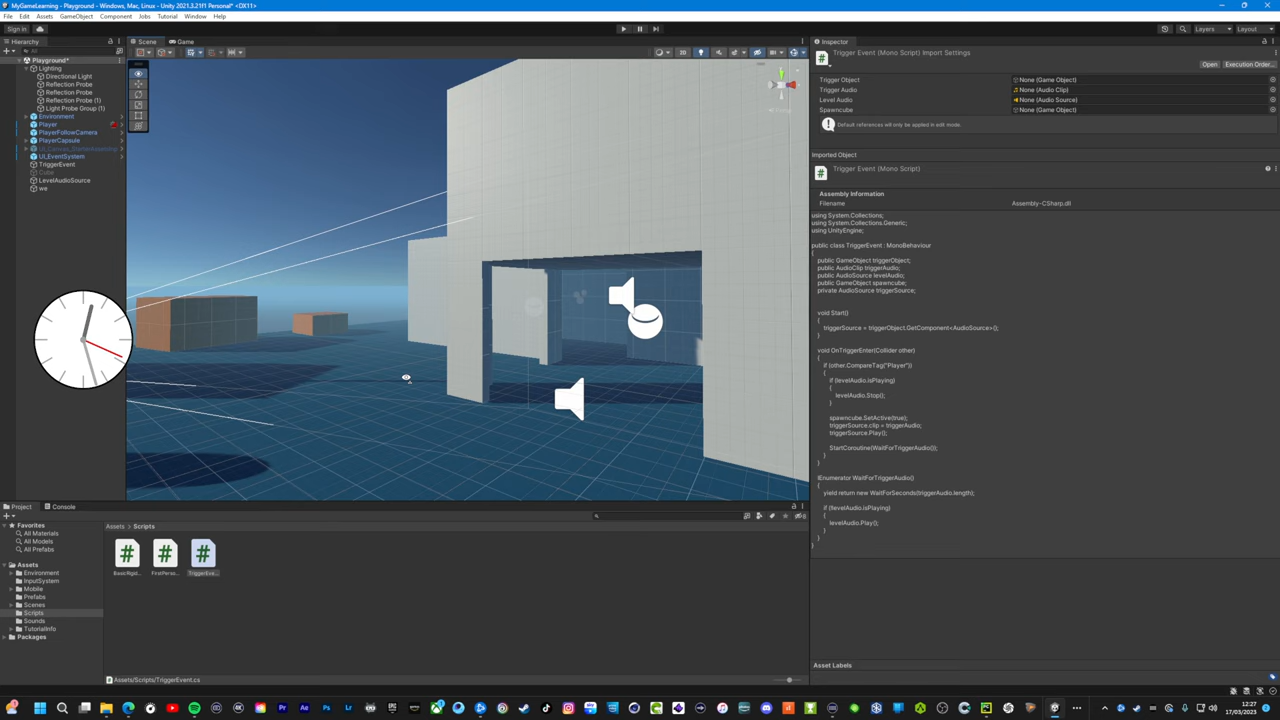 MyGameLearning - Playground - Windows, Mac, Linux - Unity 2021.3.21f1 Personal* <DX11>
File Edit Assets GameObject Component Jobs Tutorial Window Help
Sign in
Layers
Layout
Hierarchy
All
Playground*
Lighting
Directional Light
Reflection Probe
Reflection Probe
Reflection Probe (1)
Light Probe Group (1)
Environment
Player
PlayerFollowCamera
PlayerCapsule
UI_EventSystem
TriggerEvent
Cube
LevelAudioSource
we
Scene
Game
2D
Persp
Inspector
Trigger Event (Mono Script) Import Settings
Open
Execution Order...
Trigger Object None (Game Object)
Trigger Audio None (Audio Clip)
Level Audio None (Audio Source)
Spawncube None (Game Object)
Default references will only be applied in edit mode.
Imported Object
Trigger Event (Mono Script)
Assembly Information
Filename Assembly-CSharp.dll
using System.Collections;
using System.Collections.Generic;
using UnityEngine;
public class TriggerEvent : MonoBehaviour
{
public GameObject triggerObject;
public AudioClip triggerAudio;
public AudioSource levelAudio;
public GameObject spawncube;
private AudioSource triggerSource;
void Start()
{
triggerSource = triggerObject.GetComponent<AudioSource>();
}
void OnTriggerEnter(Collider other)
{
if (other.CompareTag("Player"))
{
if (levelAudio.isPlaying)
{
levelAudio.Stop();
}
spawncube.SetActive(true);
triggerSource.clip = triggerAudio;
triggerSource.Play();
StartCoroutine(WaitForTriggerAudio());
}
}
IEnumerator WaitForTriggerAudio()
{
yield return new WaitForSeconds(triggerAudio.length);
if (!levelAudio.isPlaying)
{
levelAudio.Play();
}
}
}
Asset Labels
Project
Console
Favorites
All Materials
All Models
All Prefabs
Assets
Environment
InputSystem
Mobile
Prefabs
Scenes
Scripts
Sounds
TutorialInfo
Packages
Assets > Scripts
BasicRigid...
FirstPerso...
TriggerEve...
Assets/Scripts/TriggerEvent.cs
12:27
17/03/2023